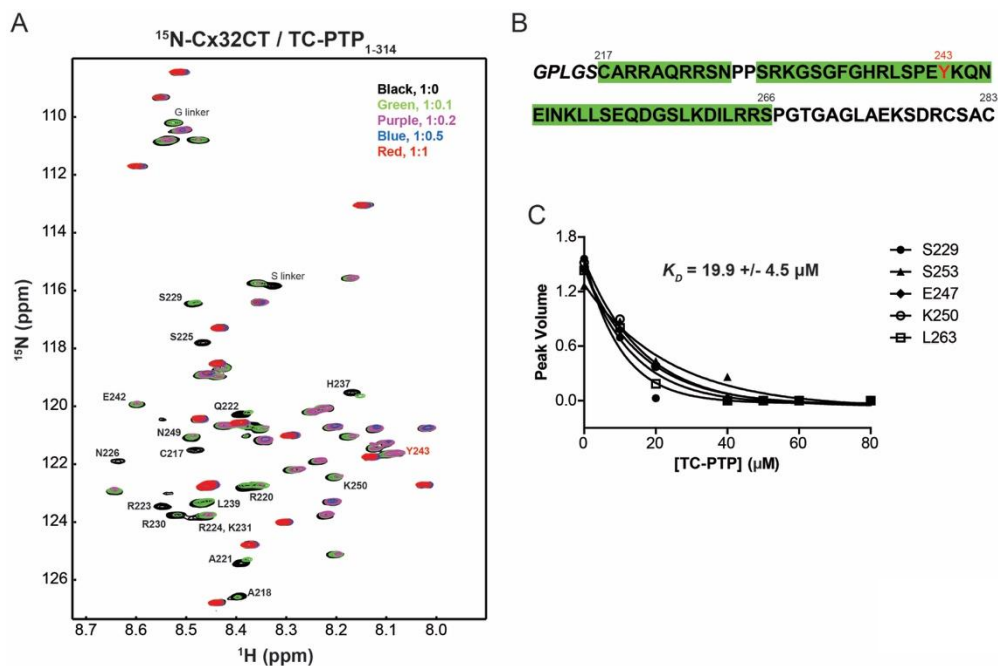 A
¹⁵N-Cx32CT / TC-PTP₁₋₃₁₄
Black, 1:0
Green, 1:0.1
Purple, 1:0.2
Blue, 1:0.5
Red, 1:1
G linker
S linker
S229
S225
H237
E242
Q222
N249
C217
N226
Y243
K250
R220
L239
R223
R230
R224, K231
A221
A218
110
112
114
116
118
120
122
124
126
¹⁵N (ppm)
8.7 8.6 8.5 8.4 8.3 8.2 8.1 8.0
¹H (ppm)
B
217 243
GPLGSCARRAQRRSNPPSRKGSGFGHRLSPEYKQN
266 283
EINKLLSEQDGSLKDILRRSPGTGAGLAEKSDRCSAC
C
1.8
1.2
0.6
0.0
Peak Volume
K_D = 19.9 +/- 4.5 µM
S229
S253
E247
K250
L263
0 20 40 60 80
[TC-PTP] (µM)